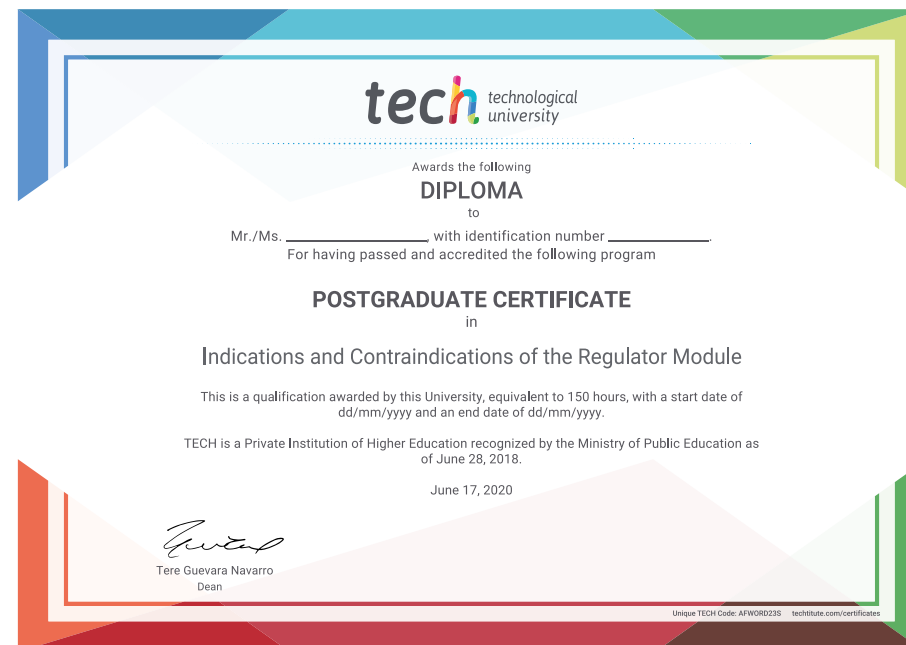 tech technological
university
Awards the following
DIPLOMA
to
Mr./Ms. ____________, with identification number ____________.
For having passed and accredited the following program
POSTGRADUATE CERTIFICATE
in
Indications and Contraindications of the Regulator Module
This is a qualification awarded by this University, equivalent to 150 hours, with a start date of
dd/mm/yyyy and an end date of dd/mm/yyyy.
TECH is a Private Institution of Higher Education recognized by the Ministry of Public Education as
of June 28, 2018.
June 17, 2020
Tere Guevara Navarro
Dean
Unique TECH Code: AFWORD23S techtitute.com/certificates